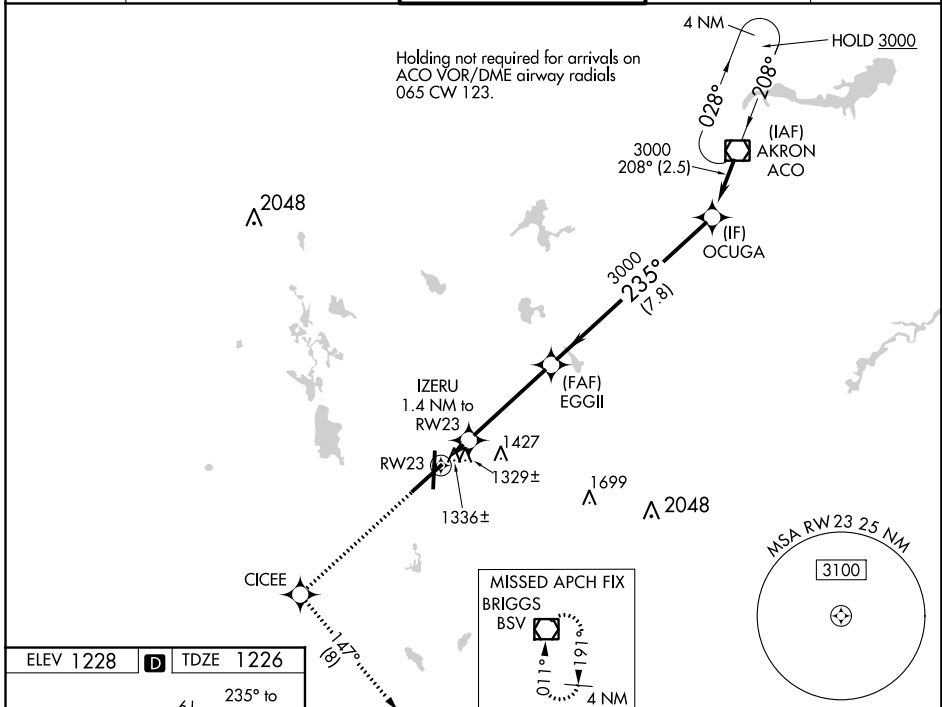 4 NM
HOLD 3000
Holding not required for arrivals on
ACO VOR/DME airway radials
065 CW 123.
028°
208°
(IAF)
AKRON
ACO
3000
208° (2.5)
2048
(IF)
OCUGA
3000
235°
(7.8)
(FAF)
EGGII
IZERU
1.4 NM to
RW23
1427
RW23
1329±
1336±
1699
2048
MSA RW 23 25 NM
3100
CICEE
147°
(8)
MISSED APCH FIX
BRIGGS
BSV
011°
191°
4 NM
ELEV 1228 D TDZE 1226
235° to